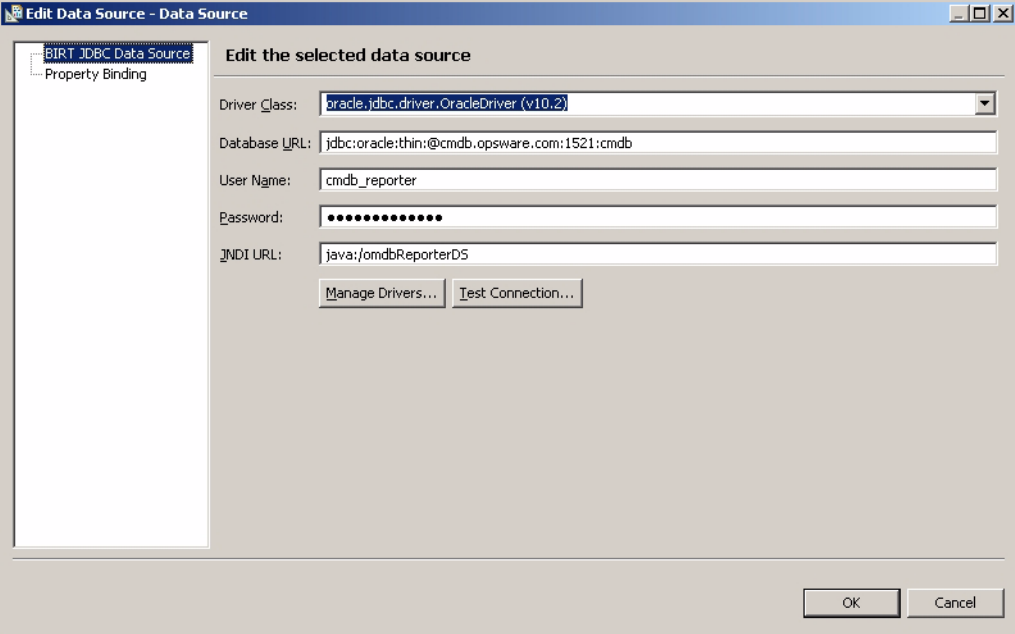 Edit Data Source - Data Source
BIRT JDBC Data Source
Property Binding
Edit the selected data source
Driver Class: oracle.jdbc.driver.OracleDriver (v10.2)
Database URL: jdbc:oracle:thin:@cmdb.opsware.com:1521:cmdb
User Name: cmdb_reporter
Password: ●●●●●●●●●●●●●
JNDI URL: java:/omdbReporterDS
Manage Drivers... Test Connection...
OK Cancel